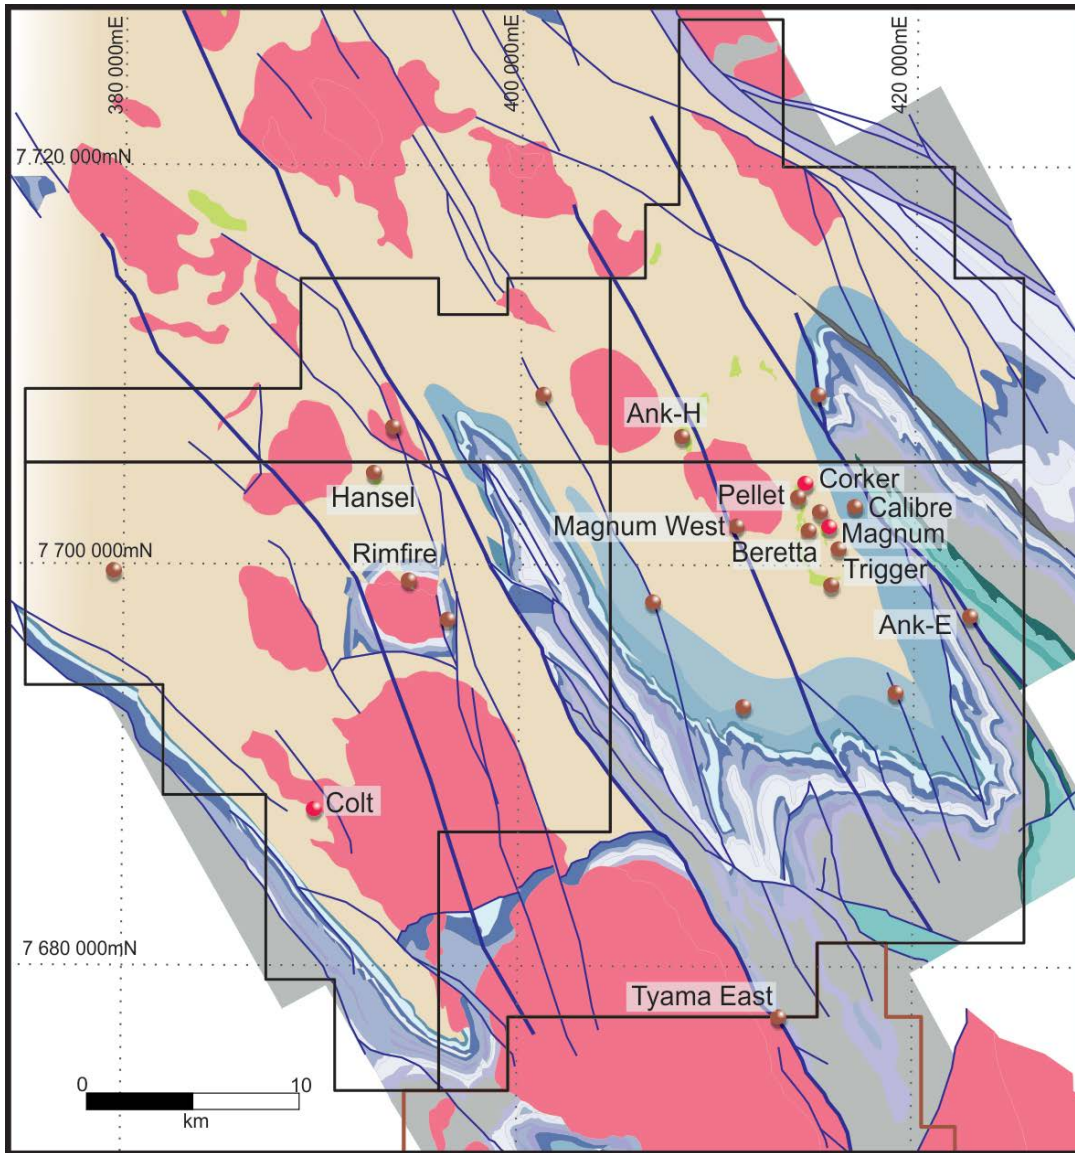 380 000mE
400 000mE
420 000mE
7 720 000mN
Ank-H
Hansel
Pellet
Corker
Calibre
Magnum West
Magnum
Beretta
7 700 000mN
Rimfire
Trigger
Ank-E
Colt
7 680 000mN
Tyama East
0
10
km